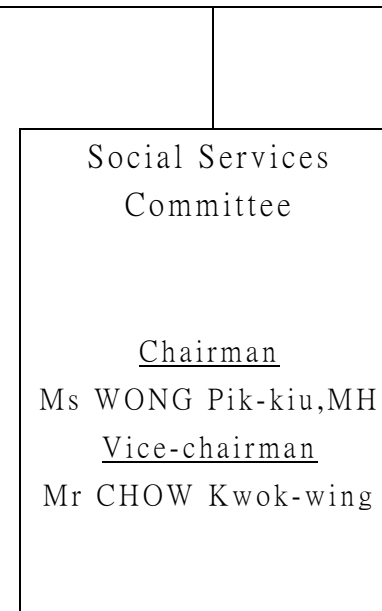 Social Services
Committee
Chairman
Ms WONG Pik-kiu,MH
Vice-chairman
Mr CHOW Kwok-wing